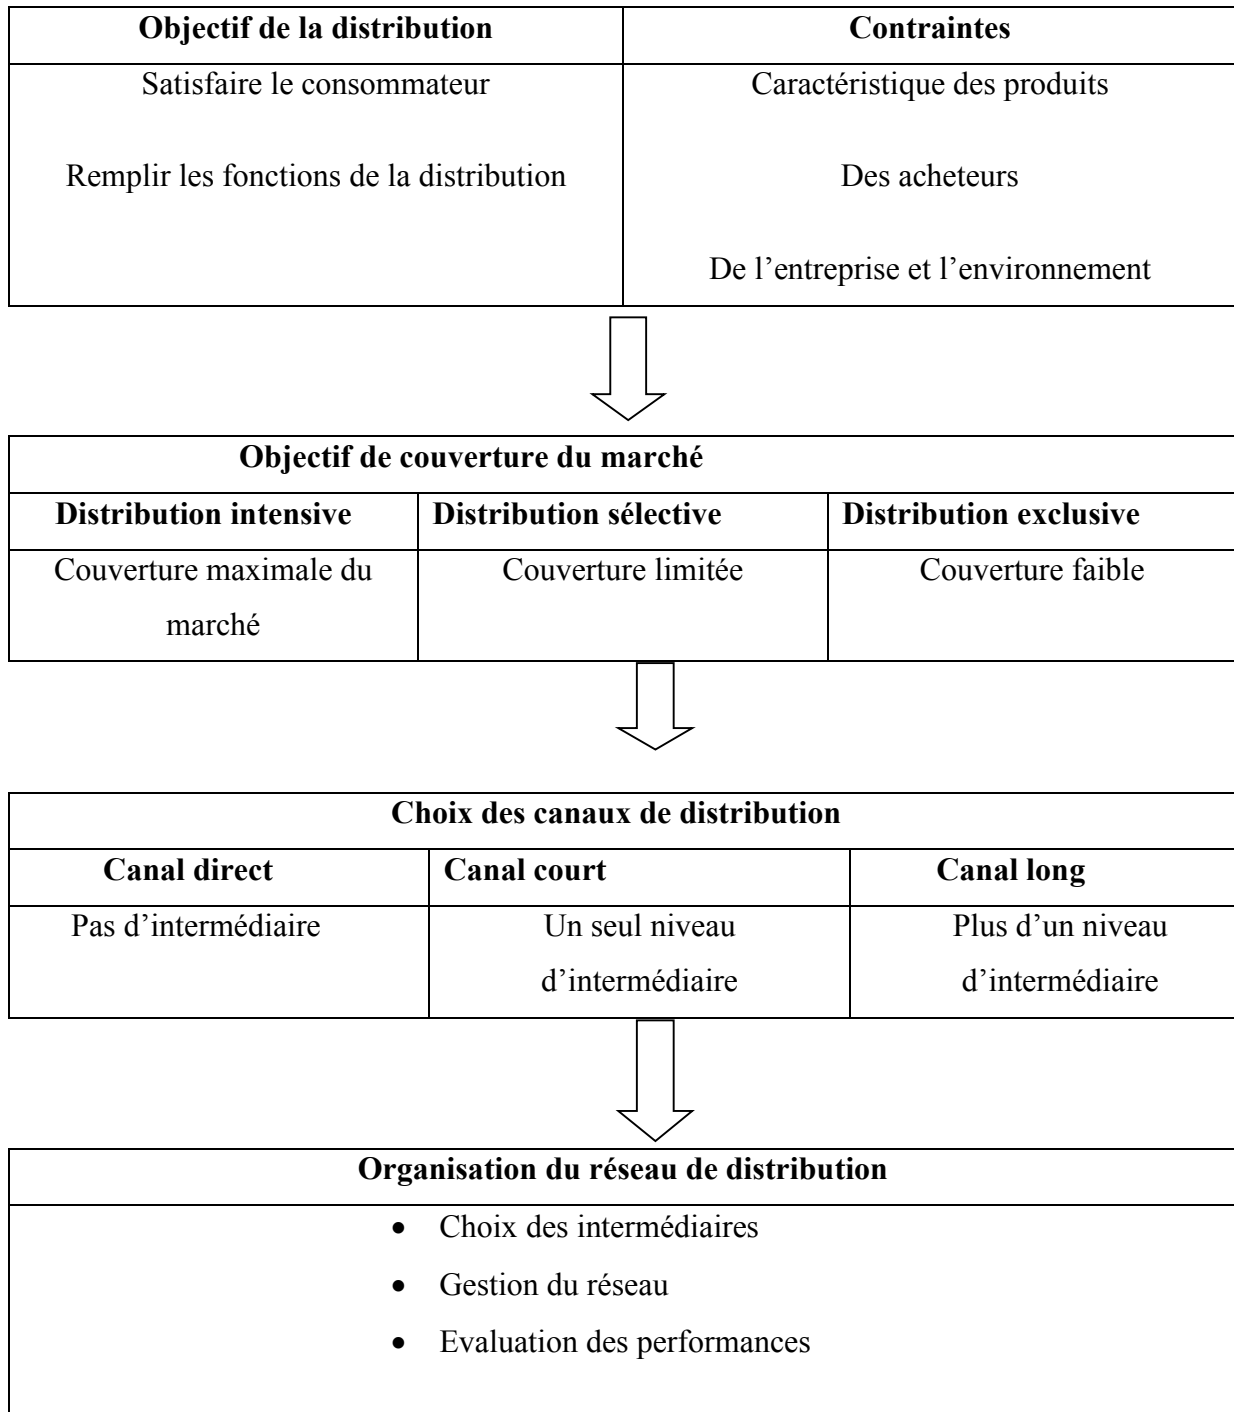 Objectif de la distribution
Contraintes
Satisfaire le consommateur
Caractéristique des produits
Remplir les fonctions de la distribution
Des acheteurs
De l’entreprise et l’environnement
Objectif de couverture du marché
Distribution intensive
Distribution sélective
Distribution exclusive
Couverture maximale du
marché
Couverture limitée
Couverture faible
Choix des canaux de distribution
Canal direct
Canal court
Canal long
Pas d’intermédiaire
Un seul niveau
d’intermédiaire
Plus d’un niveau
d’intermédiaire
Organisation du réseau de distribution
• Choix des intermédiaires
• Gestion du réseau
• Evaluation des performances